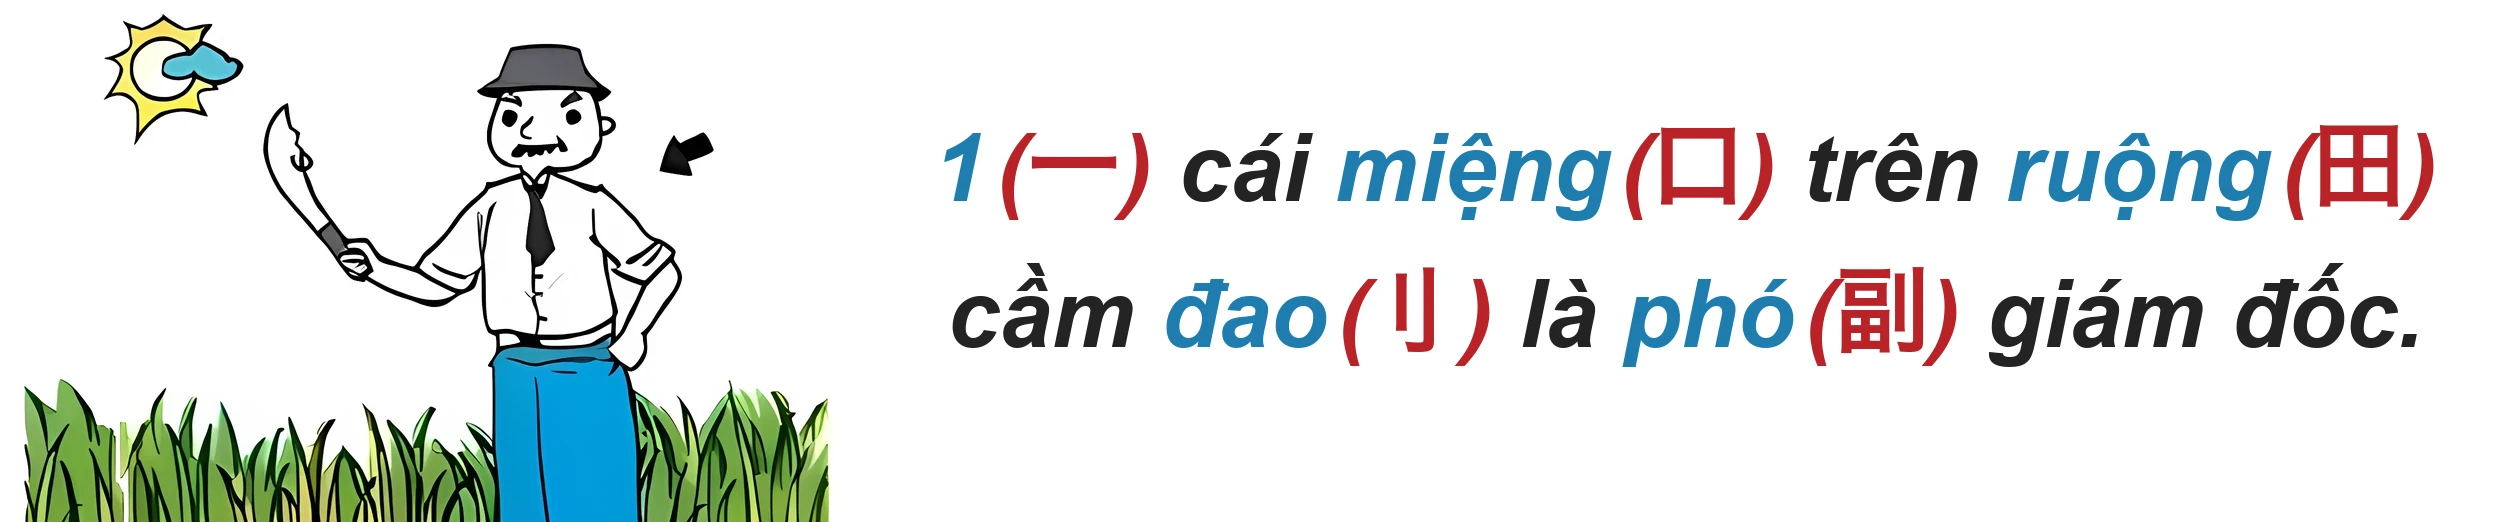 1(一) cái miệng(口) trên ruộng(田)
cầm đao(刂) là phó(副) giám đốc.